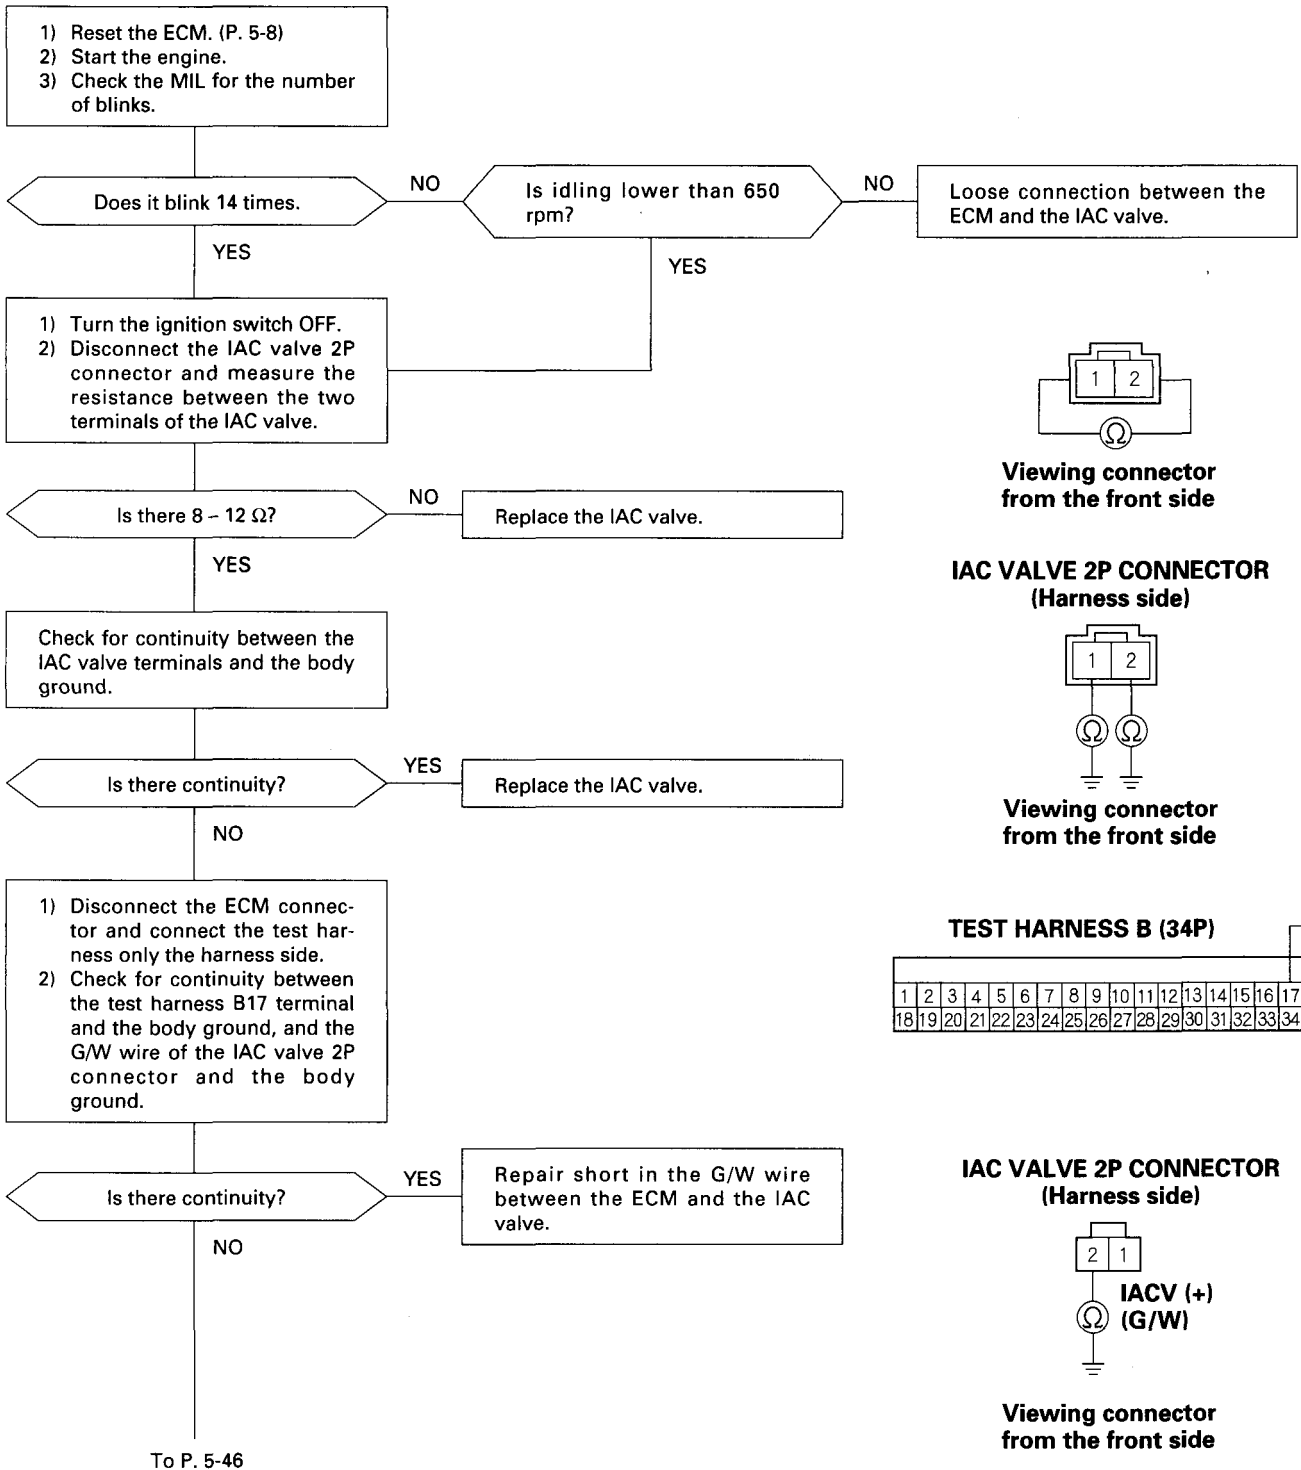 1) Reset the ECM. (P. 5-8)
2) Start the engine.
3) Check the MIL for the number
of blinks.
Does it blink 14 times.
NO
Is idling lower than 650
rpm?
NO
Loose connection between the
ECM and the IAC valve.
YES
YES
1) Turn the ignition switch OFF.
2) Disconnect the IAC valve 2P
connector and measure the
resistance between the two
terminals of the IAC valve.
1 2
Ω
Viewing connector
from the front side
Is there 8 – 12 Ω?
NO
Replace the IAC valve.
YES
IAC VALVE 2P CONNECTOR
(Harness side)
1 2
Ω Ω
Viewing connector
from the front side
Check for continuity between the
IAC valve terminals and the body
ground.
Is there continuity?
YES
Replace the IAC valve.
NO
1) Disconnect the ECM connec-
tor and connect the test har-
ness only the harness side.
2) Check for continuity between
the test harness B17 terminal
and the body ground, and the
G/W wire of the IAC valve 2P
connector and the body
ground.
TEST HARNESS B (34P)
1 2 3 4 5 6 7 8 9 10 11 12 13 14 15 16 17
18 19 20 21 22 23 24 25 26 27 28 29 30 31 32 33 34
Is there continuity?
YES
Repair short in the G/W wire
between the ECM and the IAC
valve.
NO
IAC VALVE 2P CONNECTOR
(Harness side)
2 1
IACV (+)
(G/W)
Ω
Viewing connector
from the front side
To P. 5-46